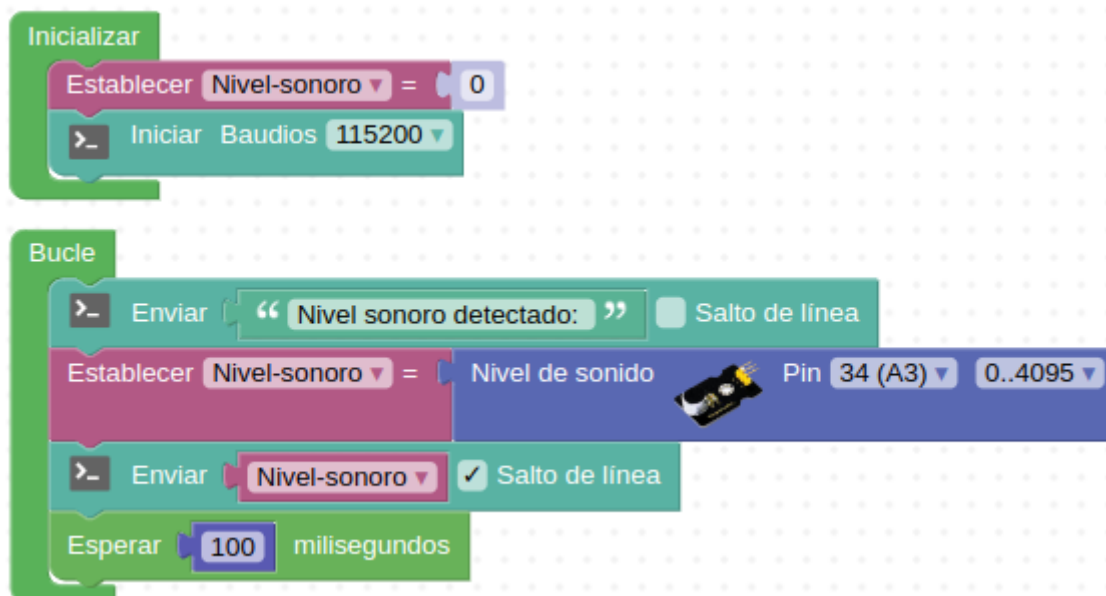 Inicializar
Establecer Nivel-sonoro = 0
>_ Iniciar Baudios 115200
Bucle
>_ Enviar “ Nivel sonoro detectado: ” Salto de línea
Establecer Nivel-sonoro = Nivel de sonido Pin 34 (A3) 0..4095
>_ Enviar Nivel-sonoro ✓ Salto de línea
Esperar 100 milisegundos